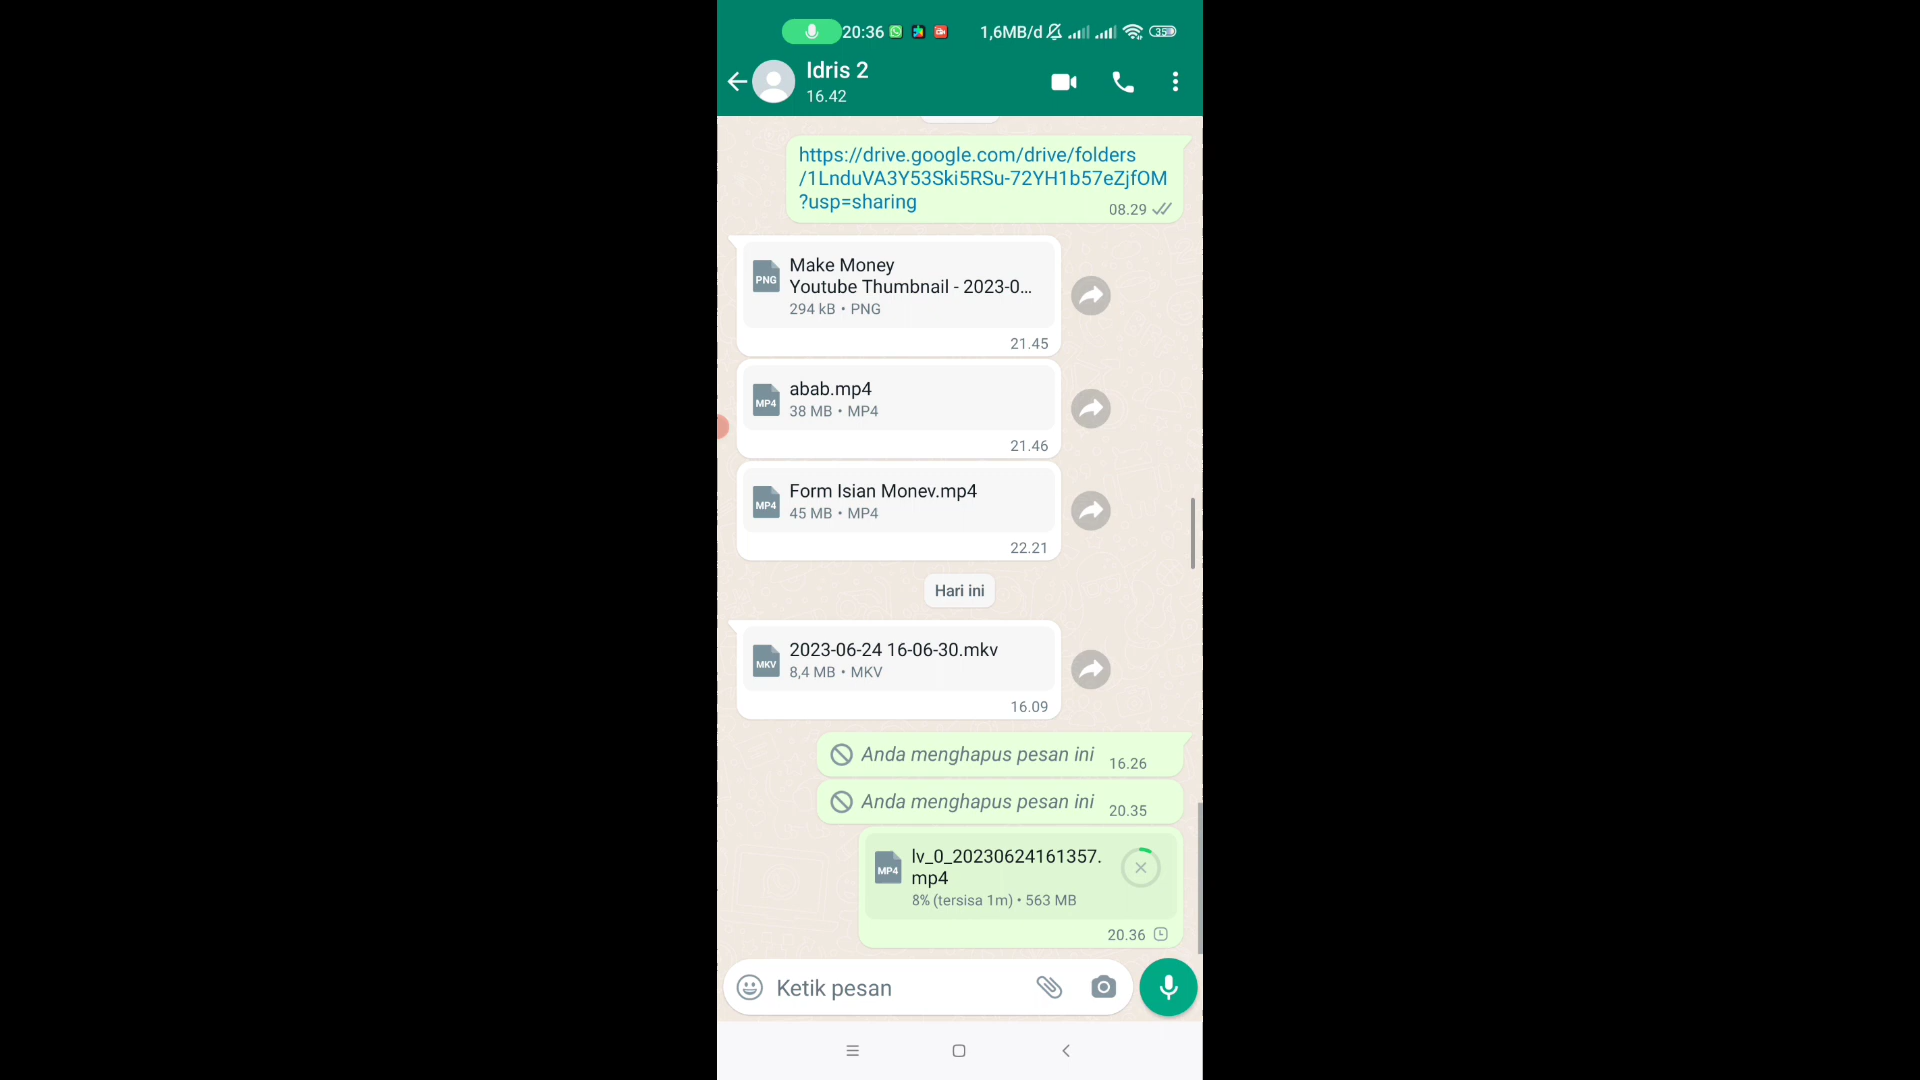 20:36 1,6MB/d 35
Idris 2
16.42
https://drive.google.com/drive/folders
/1LnduVA3Y53Ski5RSu-72YH1b57eZjfOM
?usp=sharing
08.29
PNG
Make Money
Youtube Thumbnail - 2023-0...
294 kB • PNG
21.45
MP4
abab.mp4
38 MB • MP4
21.46
MP4
Form Isian Monev.mp4
45 MB • MP4
22.21
Hari ini
MKV
2023-06-24 16-06-30.mkv
8,4 MB • MKV
16.09
Anda menghapus pesan ini 16.26
Anda menghapus pesan ini 20.35
MP4
lv_0_20230624161357.
mp4
8% (tersisa 1m) • 563 MB
20.36
Ketik pesan